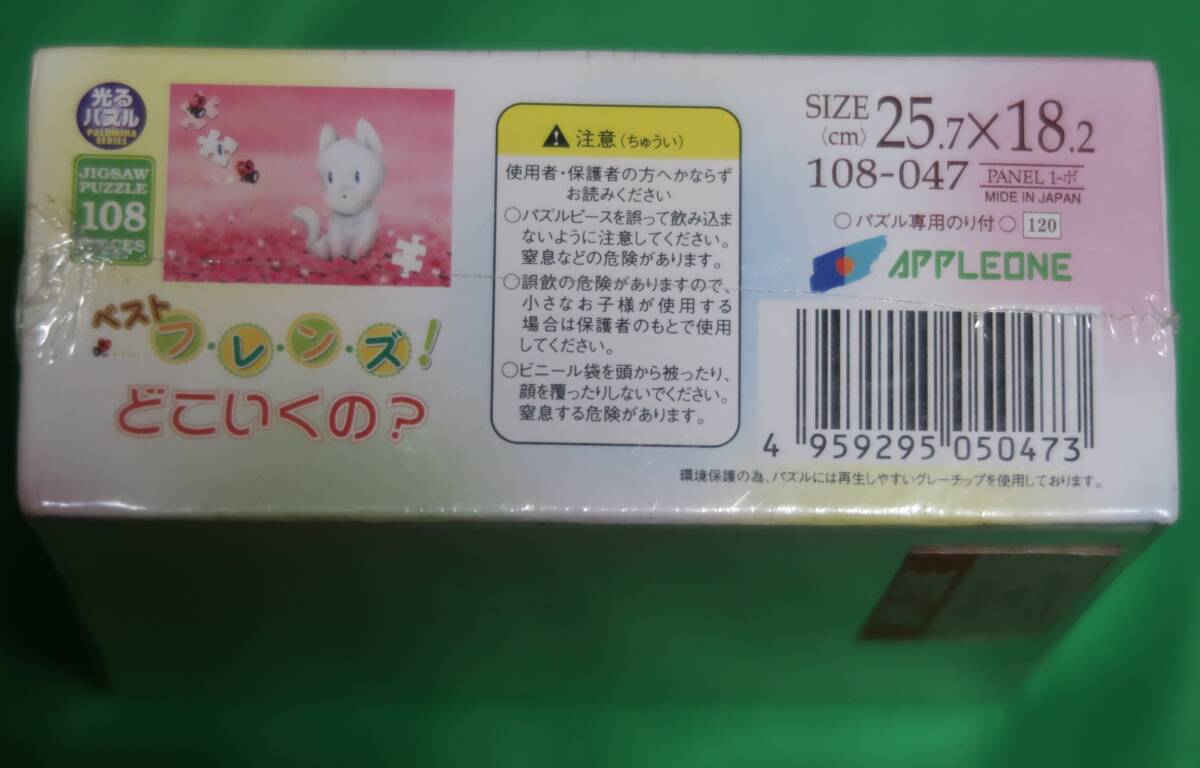 光る
パズル
PALOMINA
SERIES
JIGSAW
PUZZLE
108
PIECES
ベスト
フ・レ・ン・ズ!
どこいくの?
注意(ちゅうい)
使用者・保護者の方へかならず
お読みください
○パズルピースを誤って飲み込ま
ないように注意してください。
窒息などの危険があります。
○誤飲の危険がありますので、
小さなお子様が使用する
場合は保護者のもとで使用
してください。
○ビニール袋を頭から被ったり、
顔を覆ったりしないでください。
窒息する危険があります。
SIZE 25.7×18.2
(cm)
108-047 PANEL 1-ボ
MIDE IN JAPAN
○パズル専用のり付○ 120
APPLEONE
4 959295 050473
環境保護の為、パズルには再生しやすいグレーチップを使用しております。